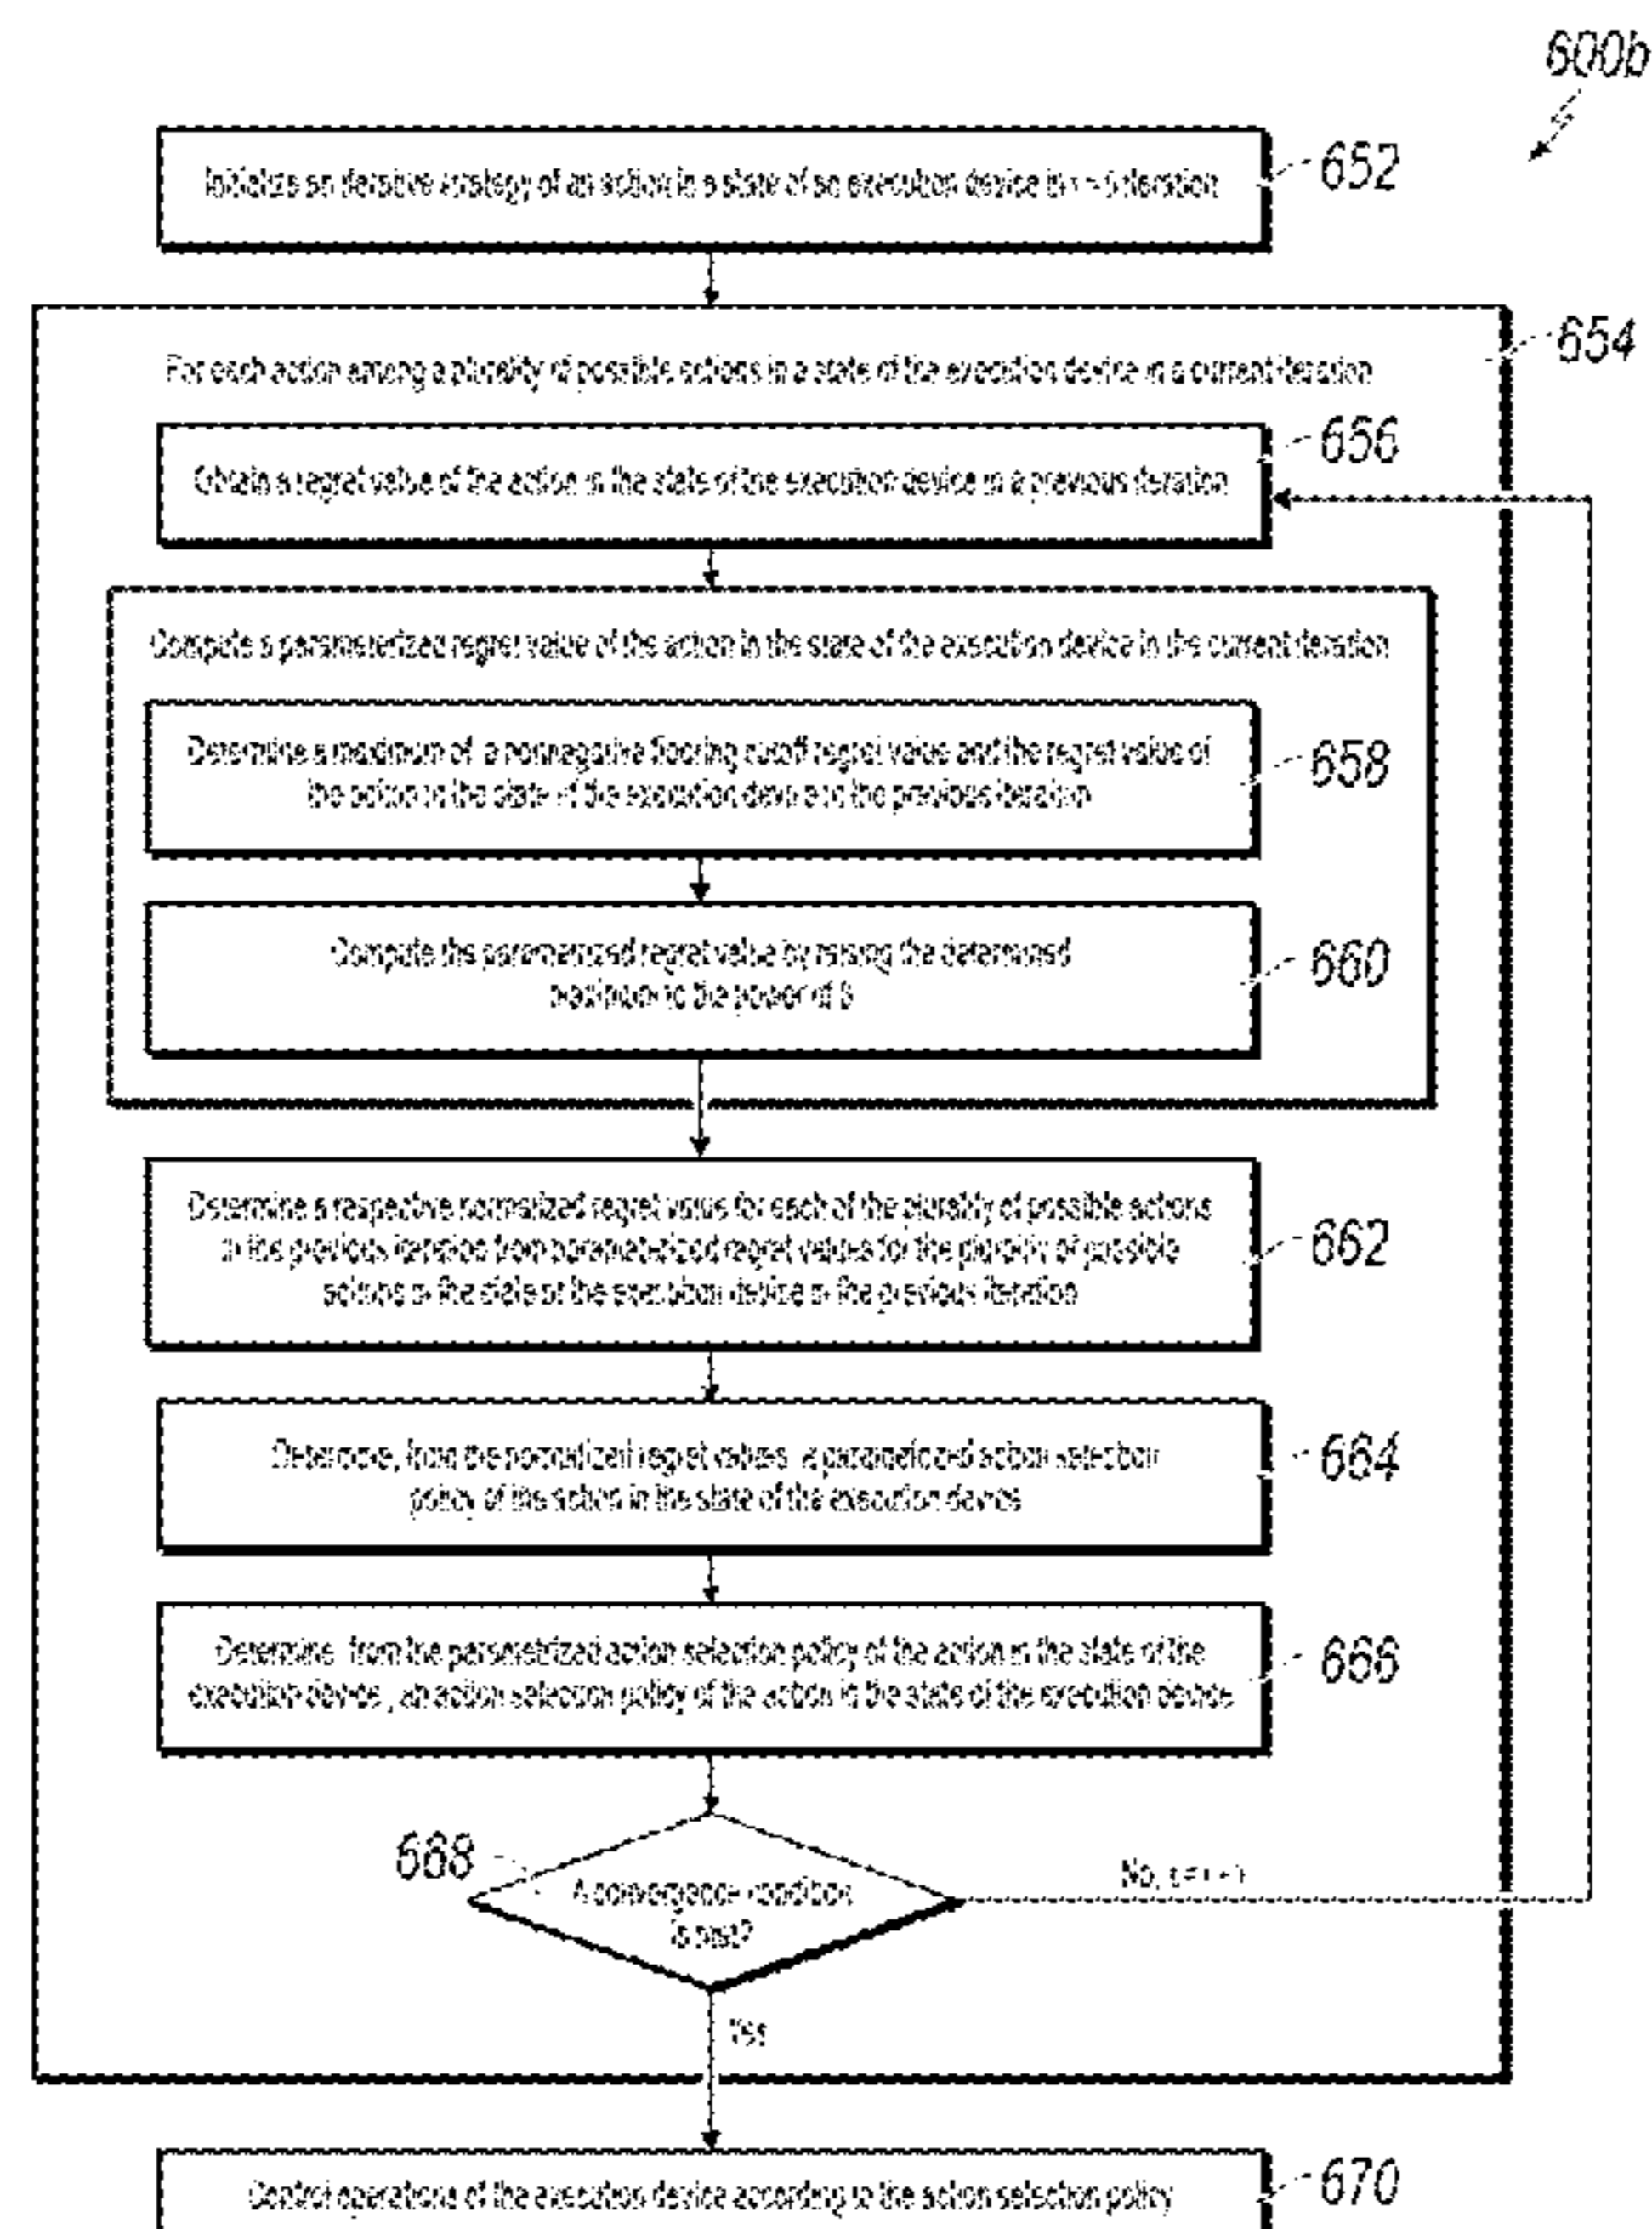 600b
Initialize an iterative strategy of an action in a state of an execution device in iteration
652
654
For each action among a plurality of possible actions in a state of the execution device in a current iteration
656
Obtain a regret value of the action in the state of the execution device in a previous iteration
Compute a parameterized regret value of the action in the state of the execution device in the current iteration
Determine a maximum of a nonnegative flooring cutoff regret value and the regret value of
the action in the state of the execution device in the previous iteration
658
Compute the parametrized regret value by raising the determined
maximum to the power of
660
Determine a respective normalized regret value for each of the plurality of possible actions
in the previous iteration from parameterized regret values for the plurality of possible
actions in the state of the execution device in the previous iteration
662
Determine, from the normalized regret values, a parametrized action selection
policy of the action in the state of the execution device
664
Determine, from the parametrized action selection policy of the action in the state of the
execution device, an action selection policy of the action in the state of the execution device
666
668
A convergence condition
is met?
No,
Yes
Control operations of the execution device according to the action selection policy
670